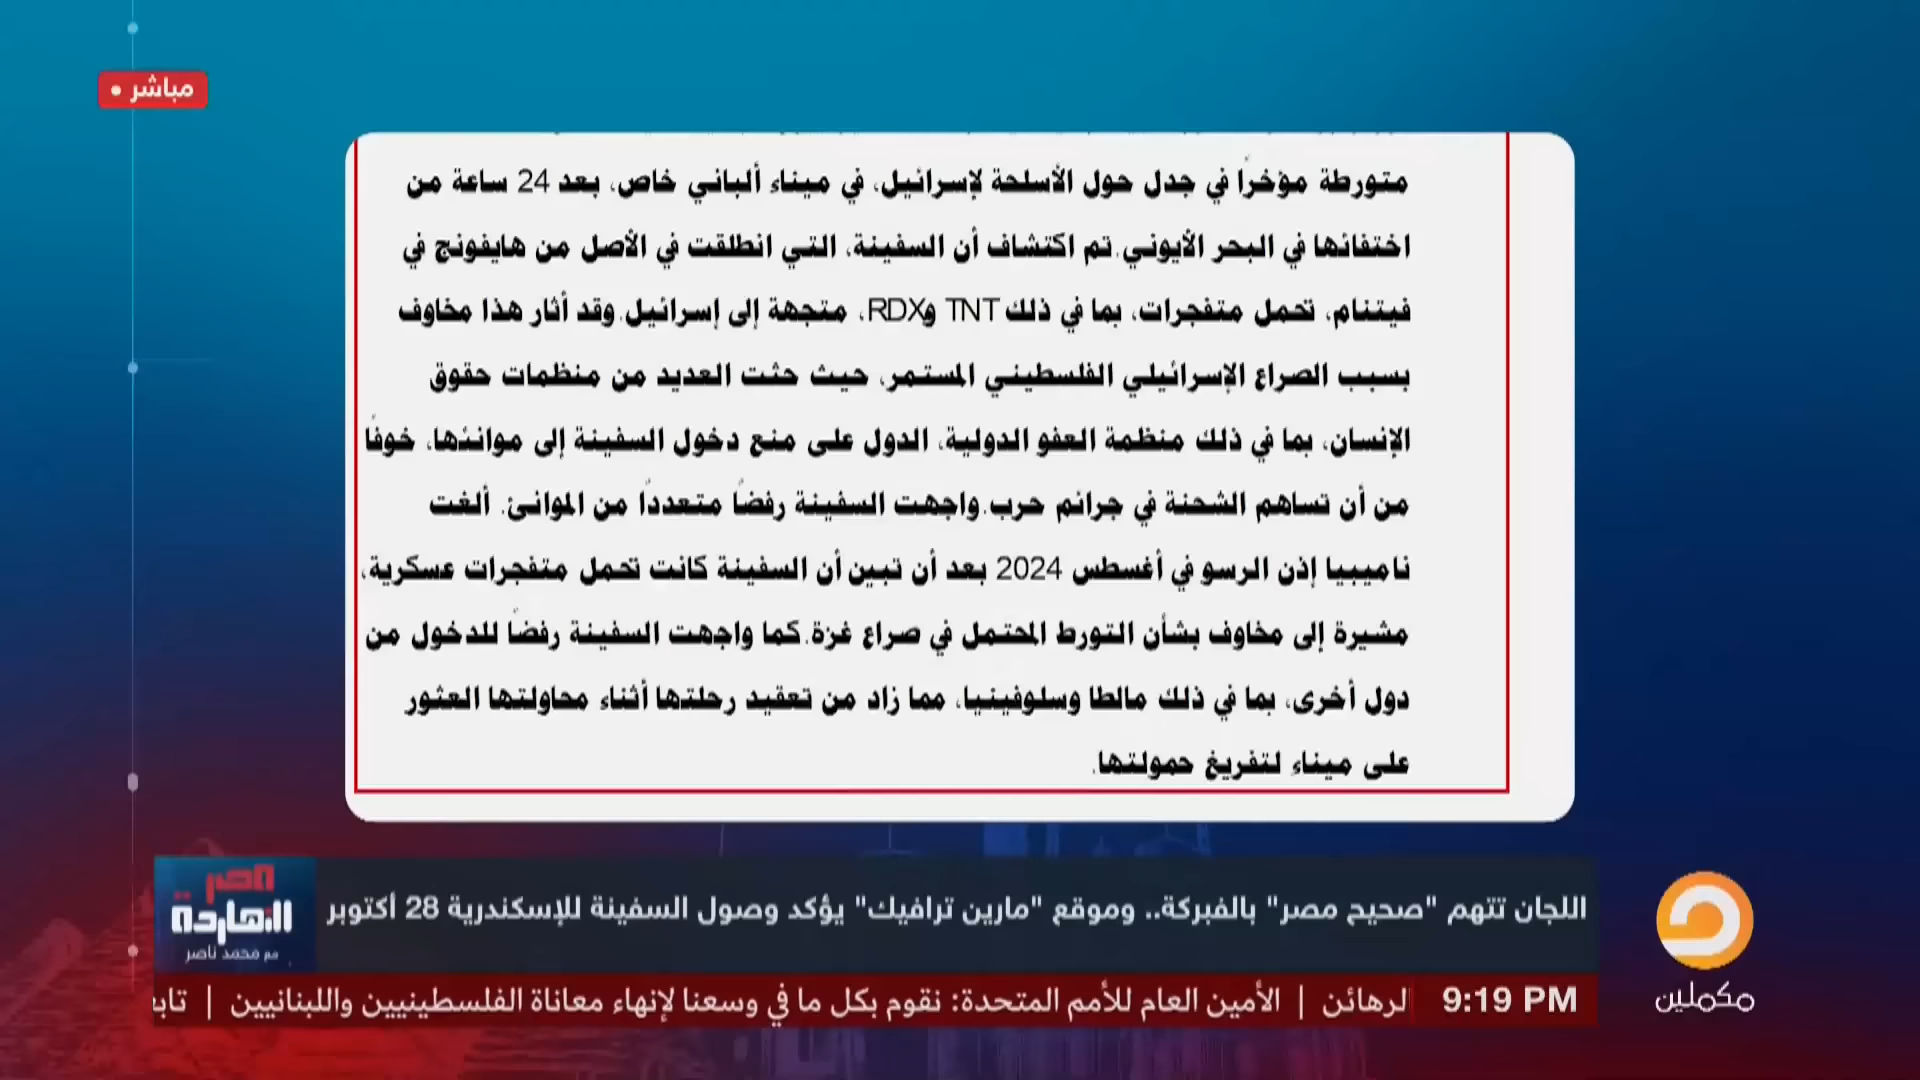 مباشر
متورطة مؤخراً في جدل حول الأسلحة لإسرائيل، في ميناء ألباني خاص، بعد 24 ساعة من
اختفائها في البحر الأيوني.تم اكتشاف أن السفينة، التي انطلقت في الأصل من هايفونج في
فيتنام، تحمل متفجرات، بما في ذلك TNT وRDX، متجهة إلى إسرائيل.وقد أثار هذا مخاوف
بسبب الصراع الإسرائيلي الفلسطيني المستمر، حيث حثت العديد من منظمات حقوق
الإنسان، بما في ذلك منظمة العفو الدولية، الدول على منع دخول السفينة إلى موانئها، خوفًا
من أن تساهم الشحنة في جرائم حرب.واجهت السفينة رفضًا متعددًا من الموانئ. ألغت
ناميبيا إذن الرسو في أغسطس 2024 بعد أن تبين أن السفينة كانت تحمل متفجرات عسكرية،
مشيرة إلى مخاوف بشأن التورط المحتمل في صراع غزة.كما واجهت السفينة رفضًا للدخول من
دول أخرى، بما في ذلك مالطا وسلوفينيا، مما زاد من تعقيد رحلتها أثناء محاولتها العثور
على ميناء لتفريغ حمولتها.
اللجان تتهم "صحيح مصر" بالفبركة.. وموقع "مارين ترافيك" يؤكد وصول السفينة للإسكندرية 28 أكتوبر
مصر
النهاردة
مع محمد ناصر
9:19 PM
الرهائن | الأمين العام للأمم المتحدة: نقوم بكل ما في وسعنا لإنهاء معاناة الفلسطينيين واللبنانيين |
مكملين